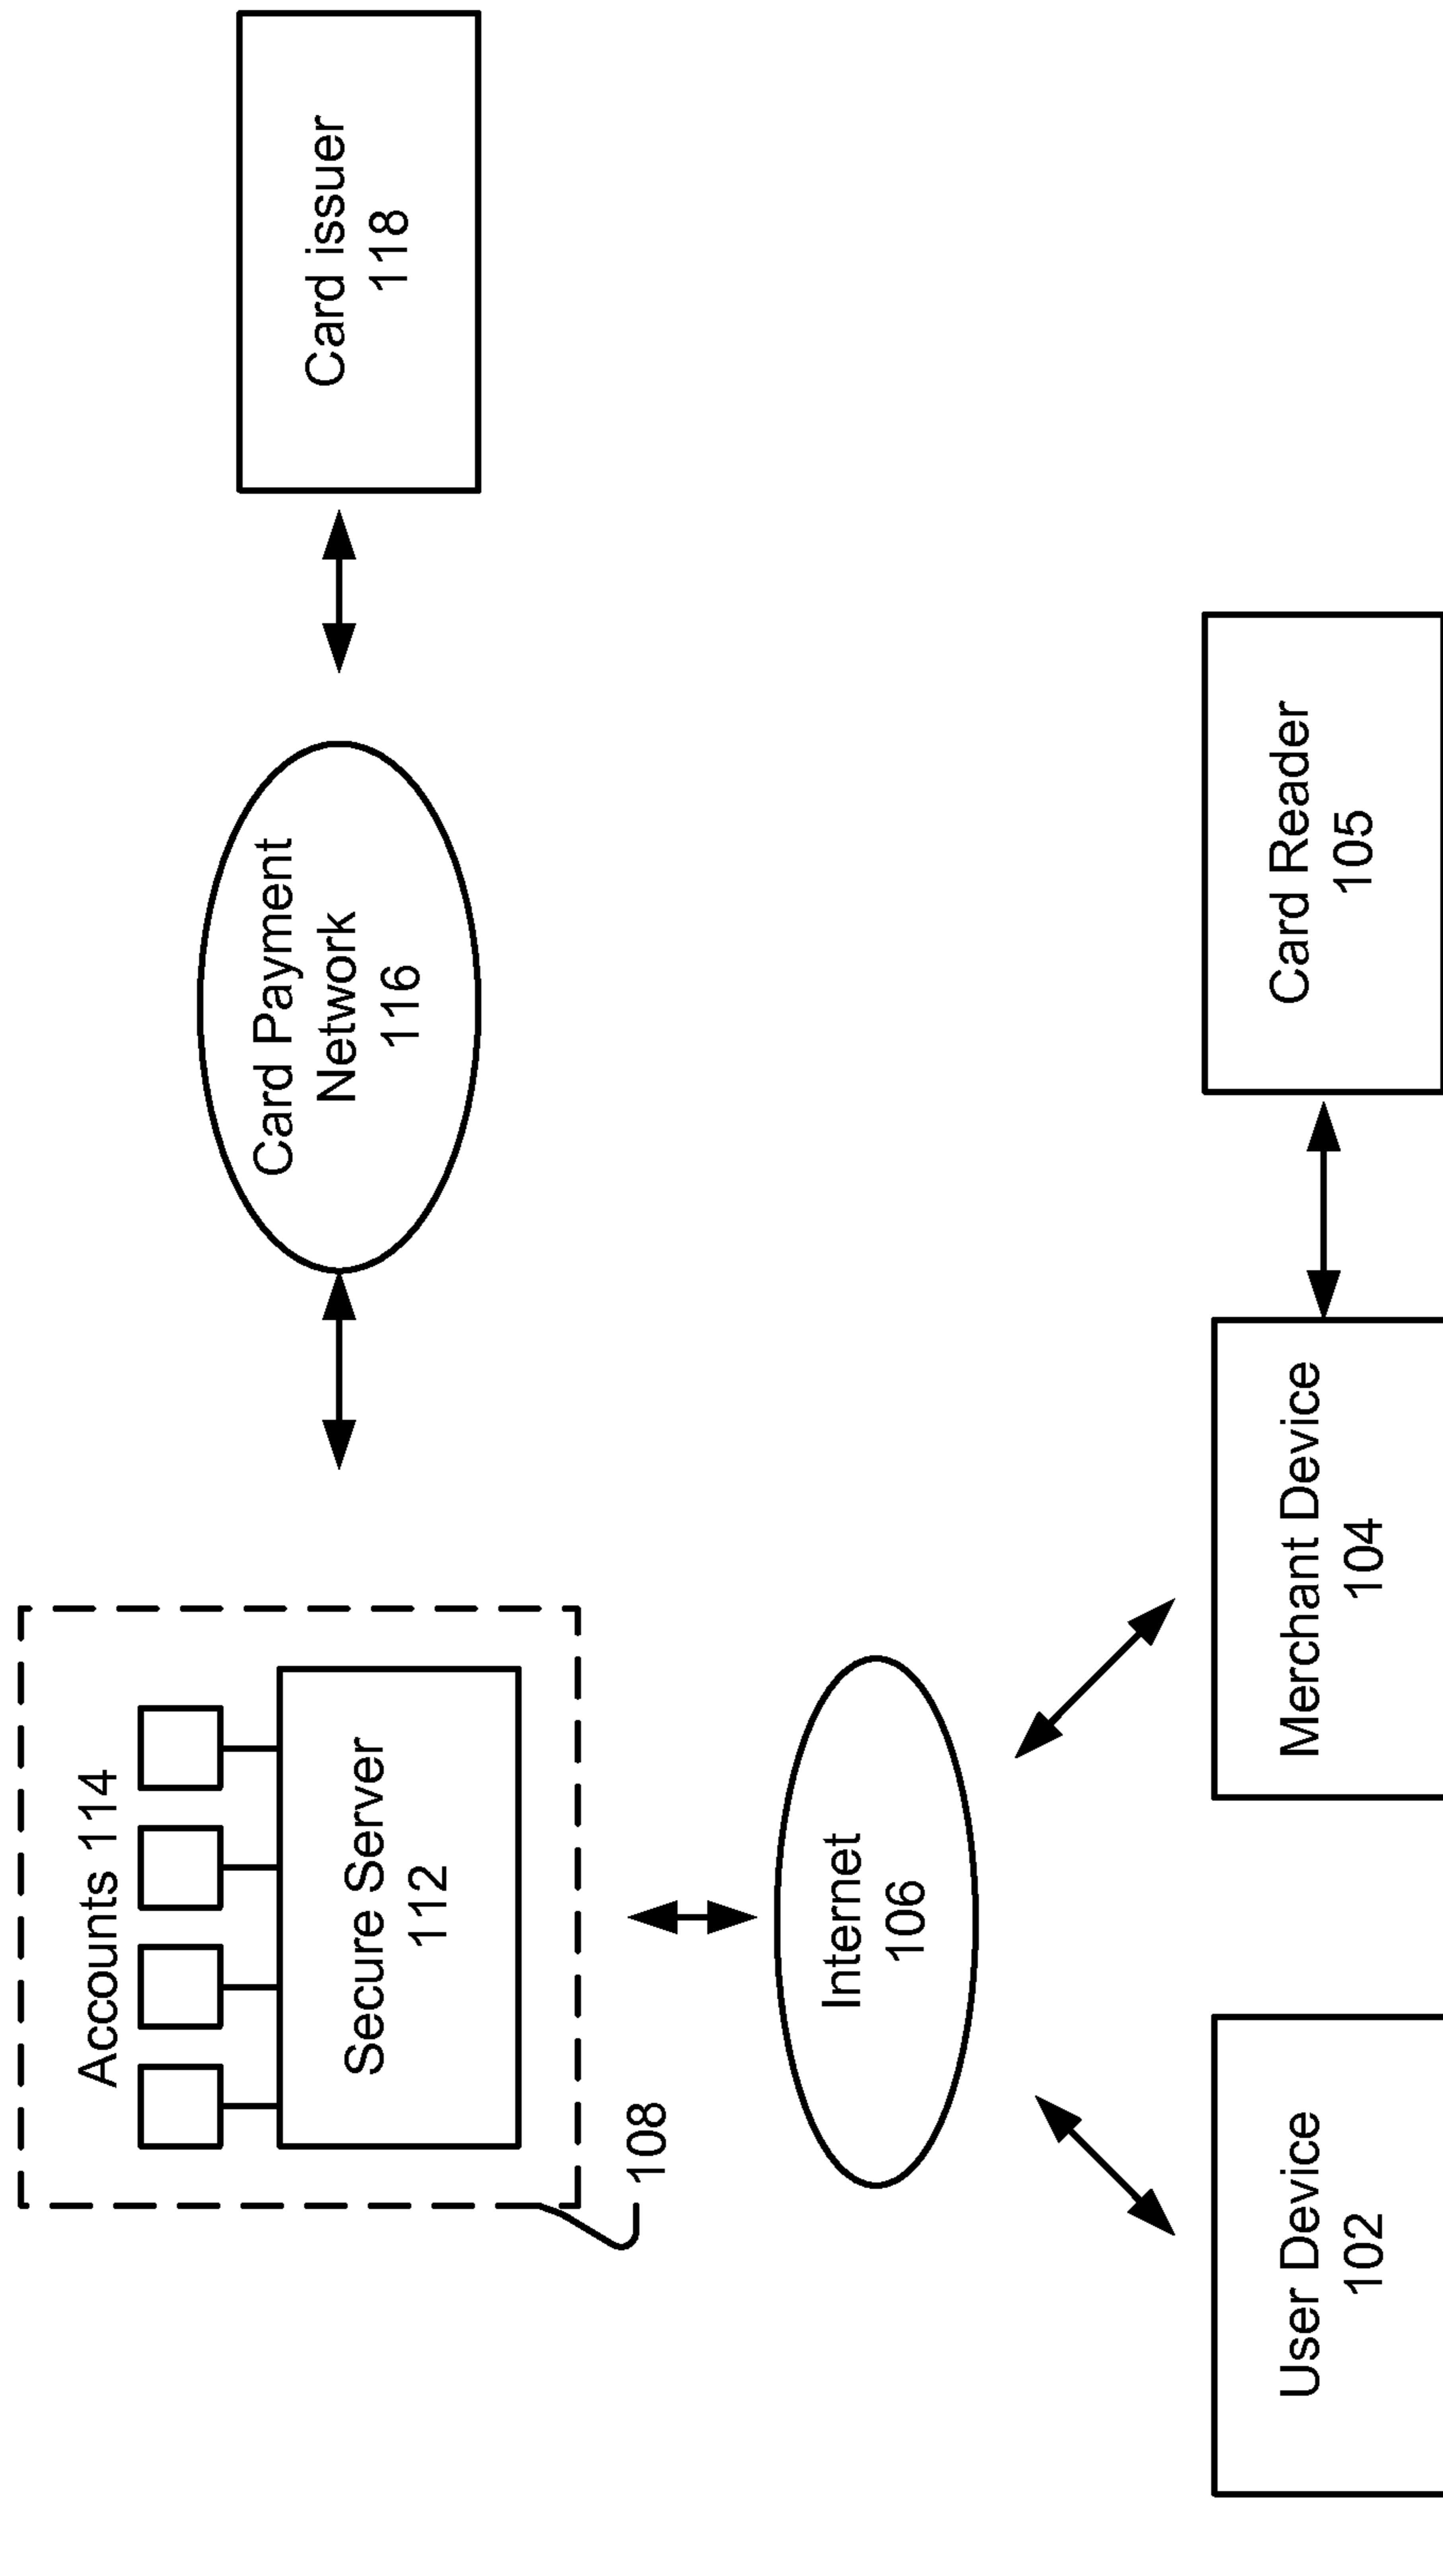 Accounts 114
Secure Server
112
108
Card Payment
Network
116
Card issuer
118
Internet
106
User Device
102
Merchant Device
104
Card Reader
105